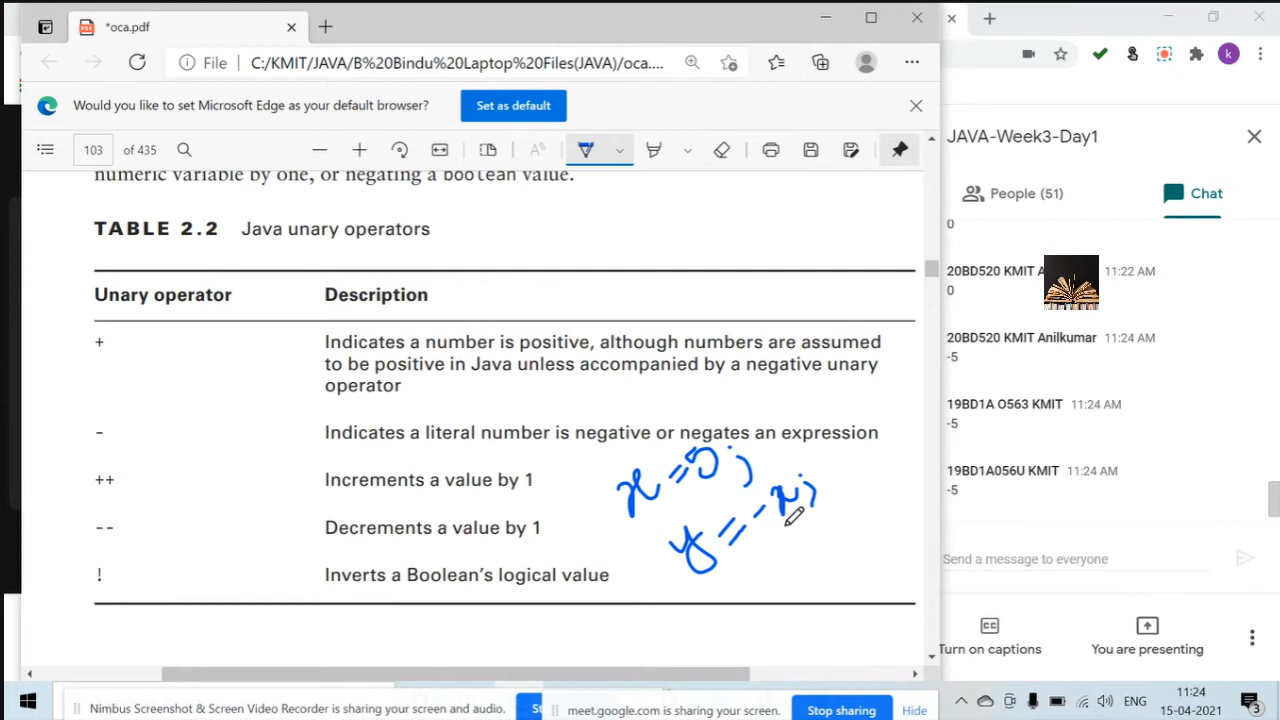 *oca.pdf
File C:/KMIT/JAVA/B%20Bindu%20Laptop%20Files(JAVA)/oca....
k
Would you like to set Microsoft Edge as your default browser? Set as default
103 of 435
numeric variable by one, or negating a boolean value.
TABLE 2.2 Java unary operators
Unary operator Description
+ Indicates a number is positive, although numbers are assumed
to be positive in Java unless accompanied by a negative unary
operator
- Indicates a literal number is negative or negates an expression
++ Increments a value by 1
-- Decrements a value by 1
! Inverts a Boolean's logical value
x=5;
y=-x;
JAVA-Week3-Day1
People (51) Chat
0
20BD520 KMIT A 11:22 AM
0
20BD520 KMIT Anilkumar 11:24 AM
-5
19BD1A O563 KMIT 11:24 AM
-5
19BD1A056U KMIT 11:24 AM
-5
Send a message to everyone
Turn on captions You are presenting
Nimbus Screenshot & Screen Video Recorder is sharing your screen and audio. St
meet.google.com is sharing your screen. Stop sharing Hide
ENG 11:24
15-04-2021
3